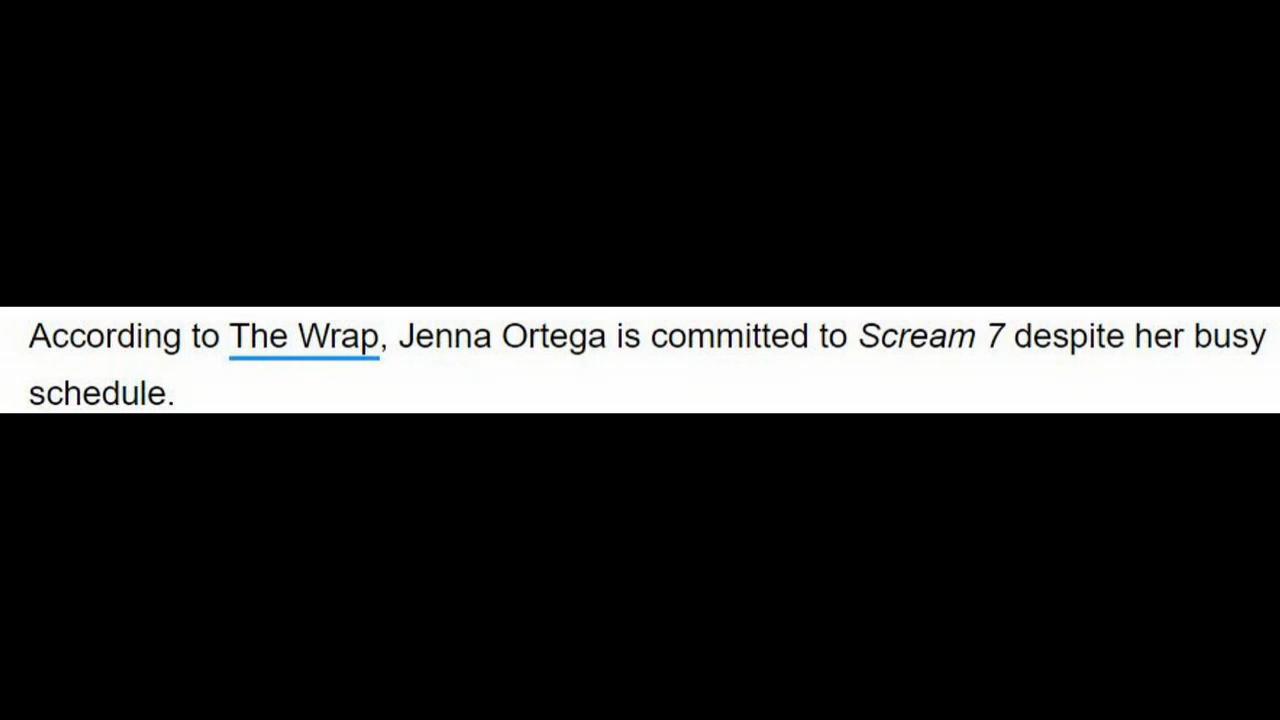 According to The Wrap, Jenna Ortega is committed to Scream 7 despite her busy
schedule.